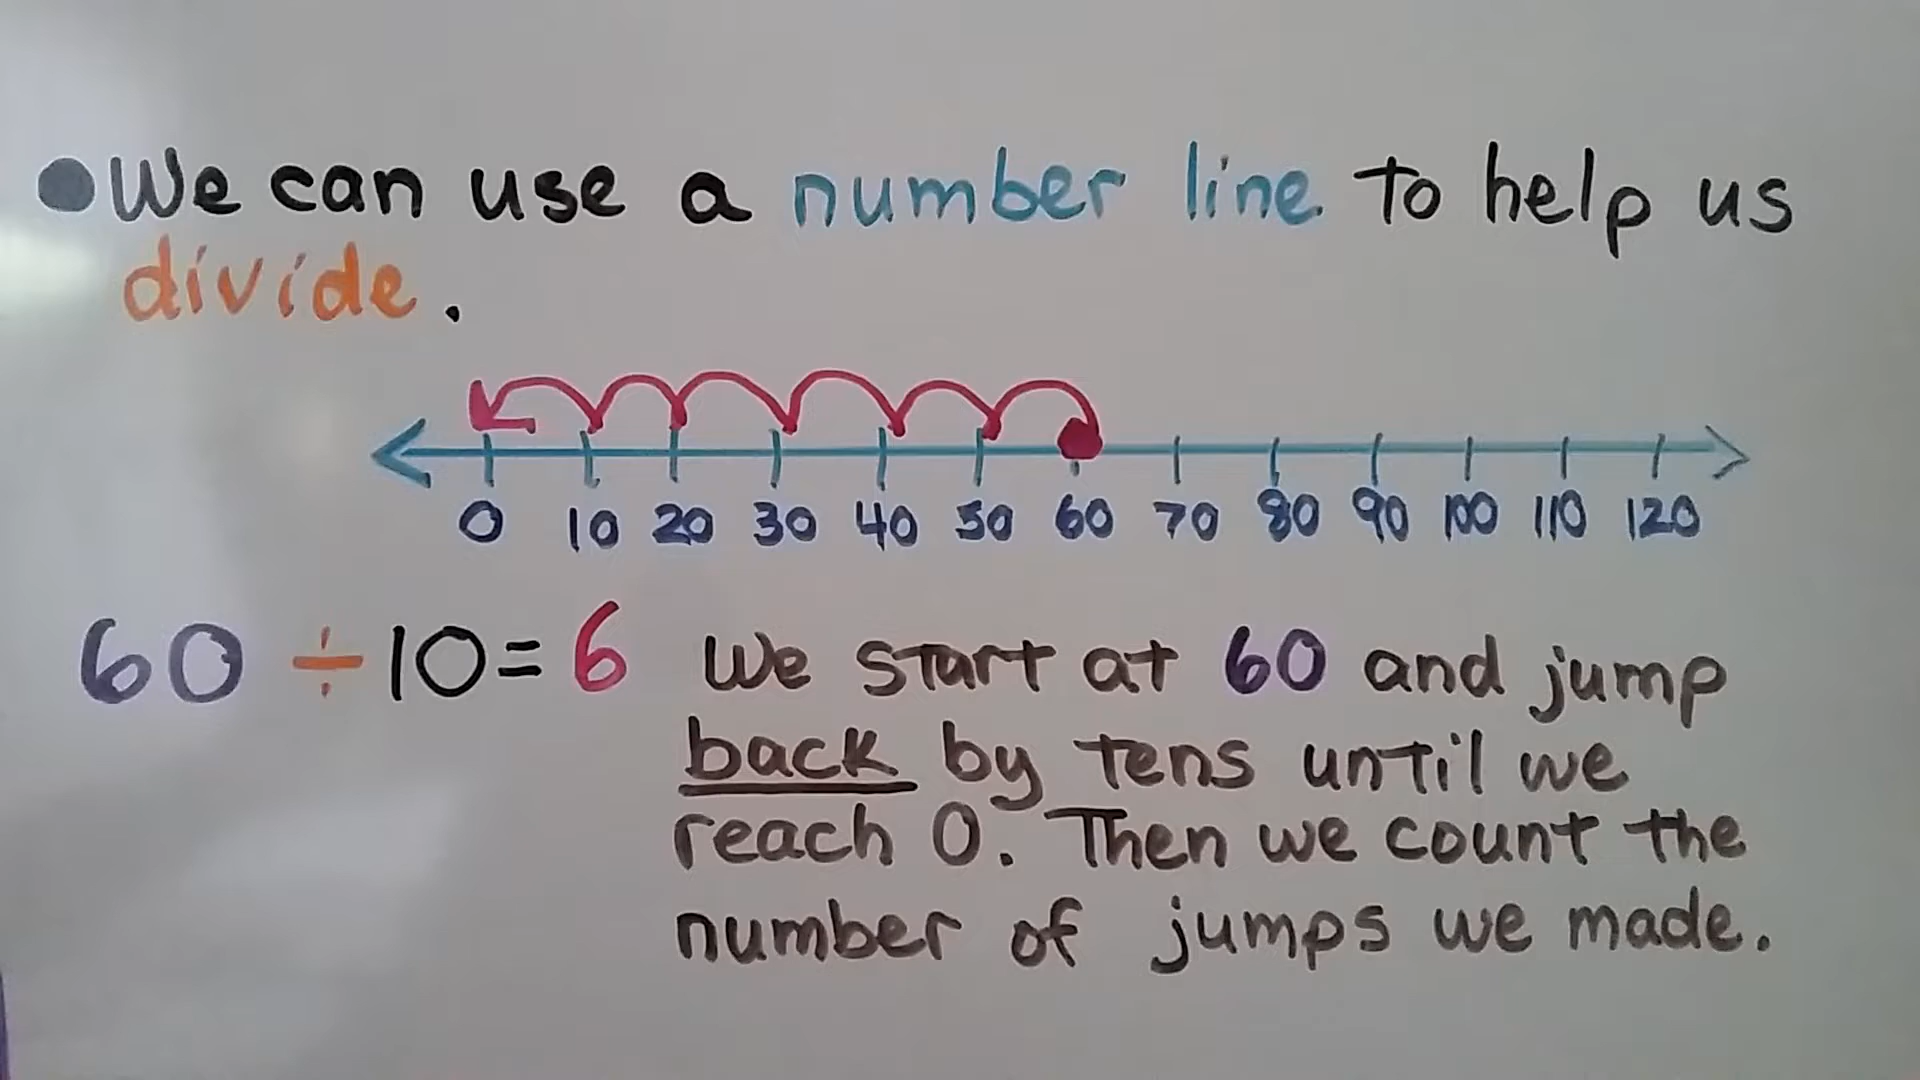 ●We can use a number line to help us
divide.
0 10 20 30 40 50 60 70 80 90 100 110 120
60 ÷ 10 = 6 We start at 60 and jump
back by tens until we
reach 0. Then we count the
number of jumps we made.